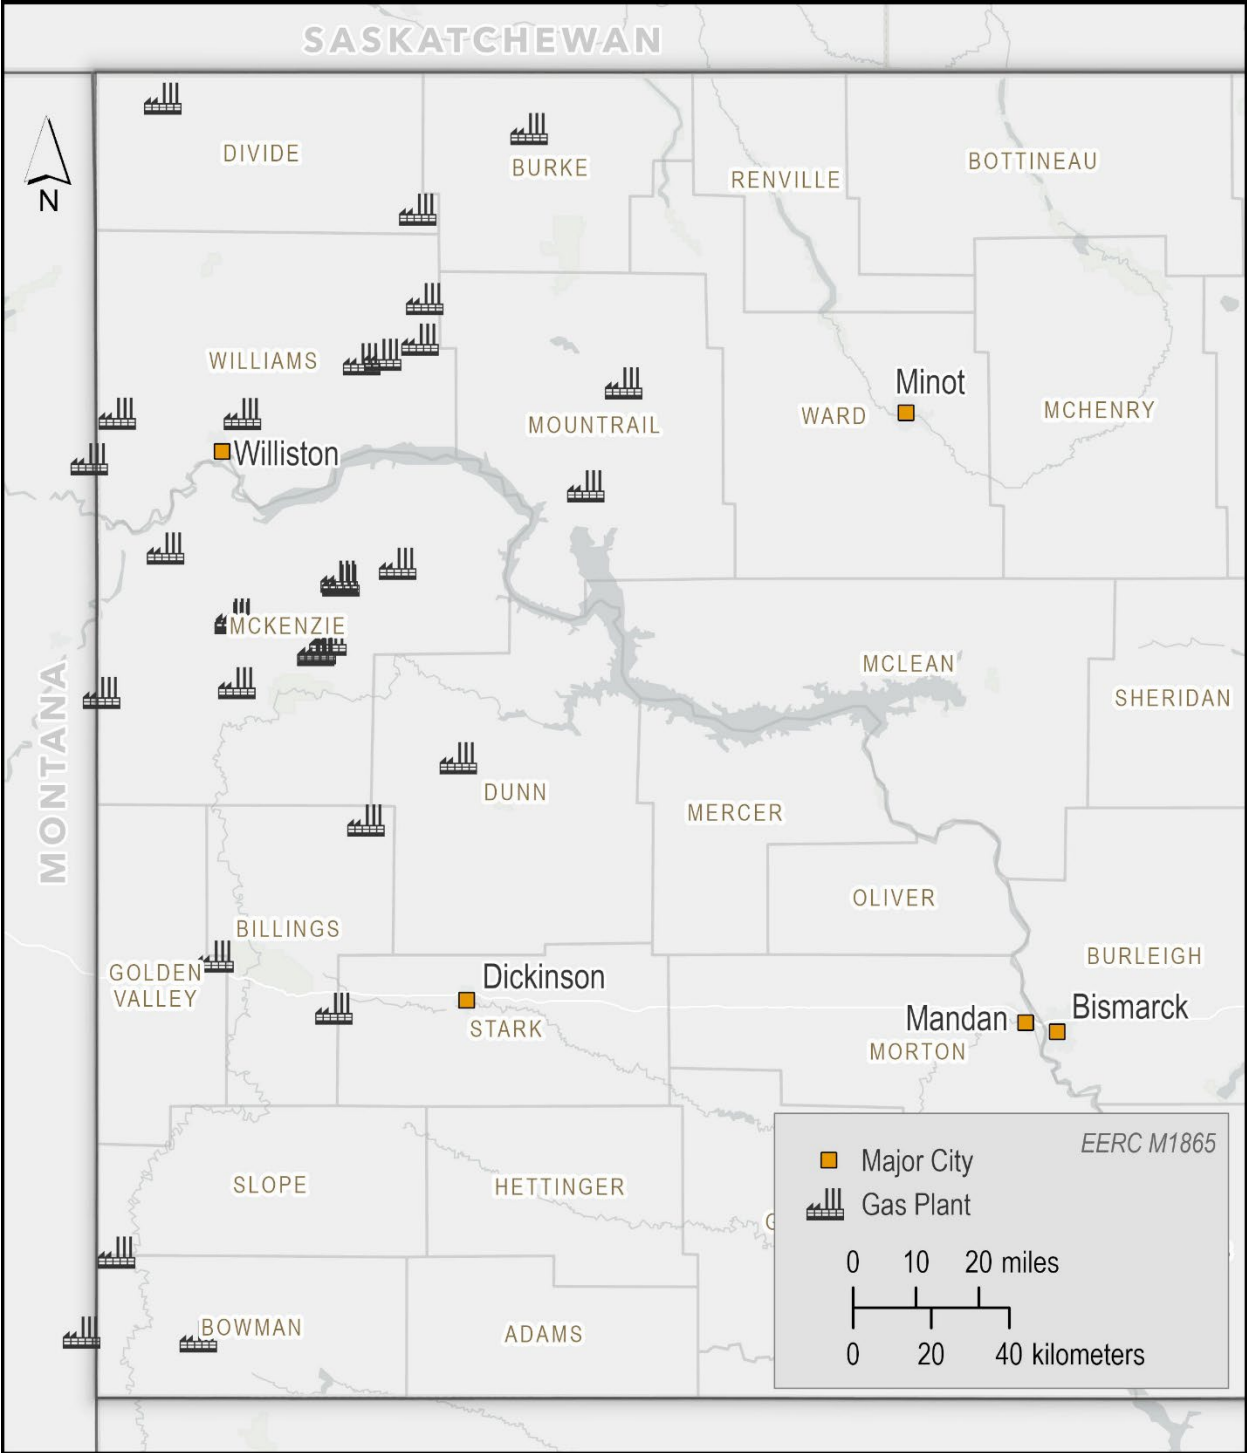 SASKATCHEWAN
N
DIVIDE
BURKE
RENVILLE
BOTTINEAU
WILLIAMS
MOUNTRAIL
WARD
Minot
MCHENRY
Williston
MCKENZIE
MCLEAN
SHERIDAN
MONTANA
DUNN
MERCER
OLIVER
BILLINGS
GOLDEN
VALLEY
BURLEIGH
Dickinson
STARK
Mandan
Bismarck
MORTON
SLOPE
HETTINGER
BOWMAN
ADAMS
EERC M1865
Major City
Gas Plant
0 10 20 miles
0 20 40 kilometers